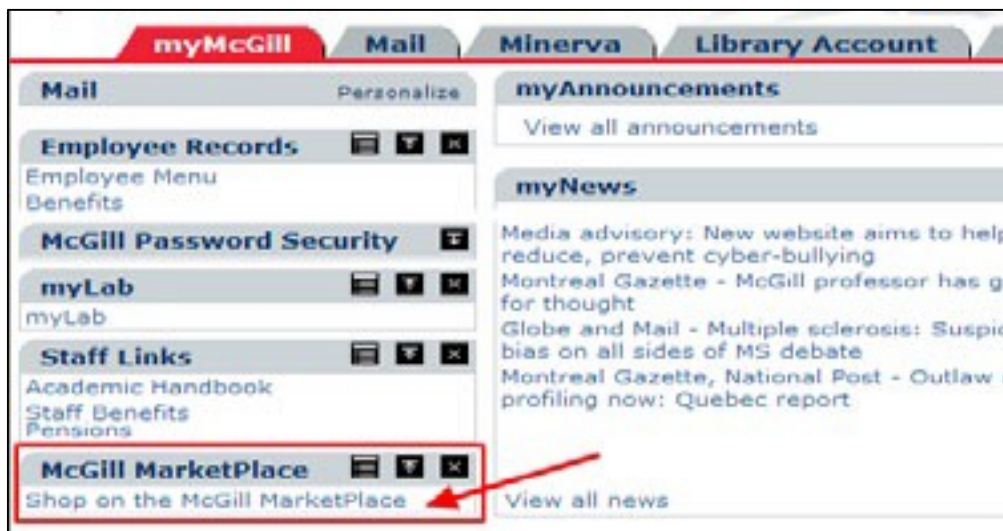 myMcGill Mail Minerva Library Account
Mail Personalize
Employee Records
Employee Menu
Benefits
McGill Password Security
myLab
myLab
Staff Links
Academic Handbook
Staff Benefits
Pensions
McGill MarketPlace
Shop on the McGill MarketPlace
myAnnouncements
View all announcements
myNews
Media advisory: New website aims to help
reduce, prevent cyber-bullying
Montreal Gazette - McGill professor has g
for thought
Globe and Mail - Multiple sclerosis: Suspic
bias on all sides of MS debate
Montreal Gazette, National Post - Outlaw
profiling now: Quebec report
View all news